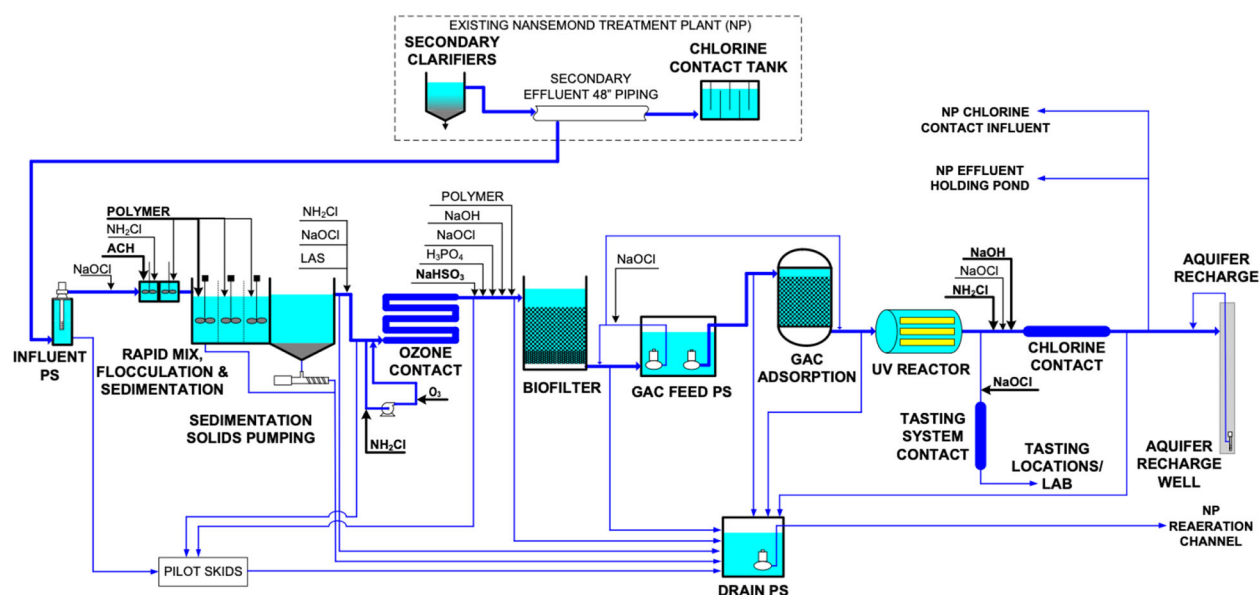 EXISTING NANSEMOND TREATMENT PLANT (NP)
SECONDARY
CLARIFIERS
SECONDARY
EFFLUENT 48" PIPING
CHLORINE
CONTACT TANK
NP CHLORINE
CONTACT INFLUENT
NP EFFLUENT
HOLDING POND
POLYMER
NH₂Cl
ACH
NaOCl
NH₂Cl
NaOCl
LAS
POLYMER
NaOH
NaOCl
H₃PO₄
NaHSO₃
NaOCl
NaOH
NaOCl
NH₂Cl
AQUIFER
RECHARGE
INFLUENT
PS
RAPID MIX,
FLOCCULATION &
SEDIMENTATION
SEDIMENTATION
SOLIDS PUMPING
OZONE
CONTACT
O₃
NH₂Cl
BIOFILTER
GAC FEED PS
GAC
ADSORPTION
UV REACTOR
CHLORINE
CONTACT
NaOCl
TASTING
SYSTEM
CONTACT
TASTING
LOCATIONS/
LAB
AQUIFER
RECHARGE
WELL
NP
REAERATION
CHANNEL
PILOT SKIDS
DRAIN PS